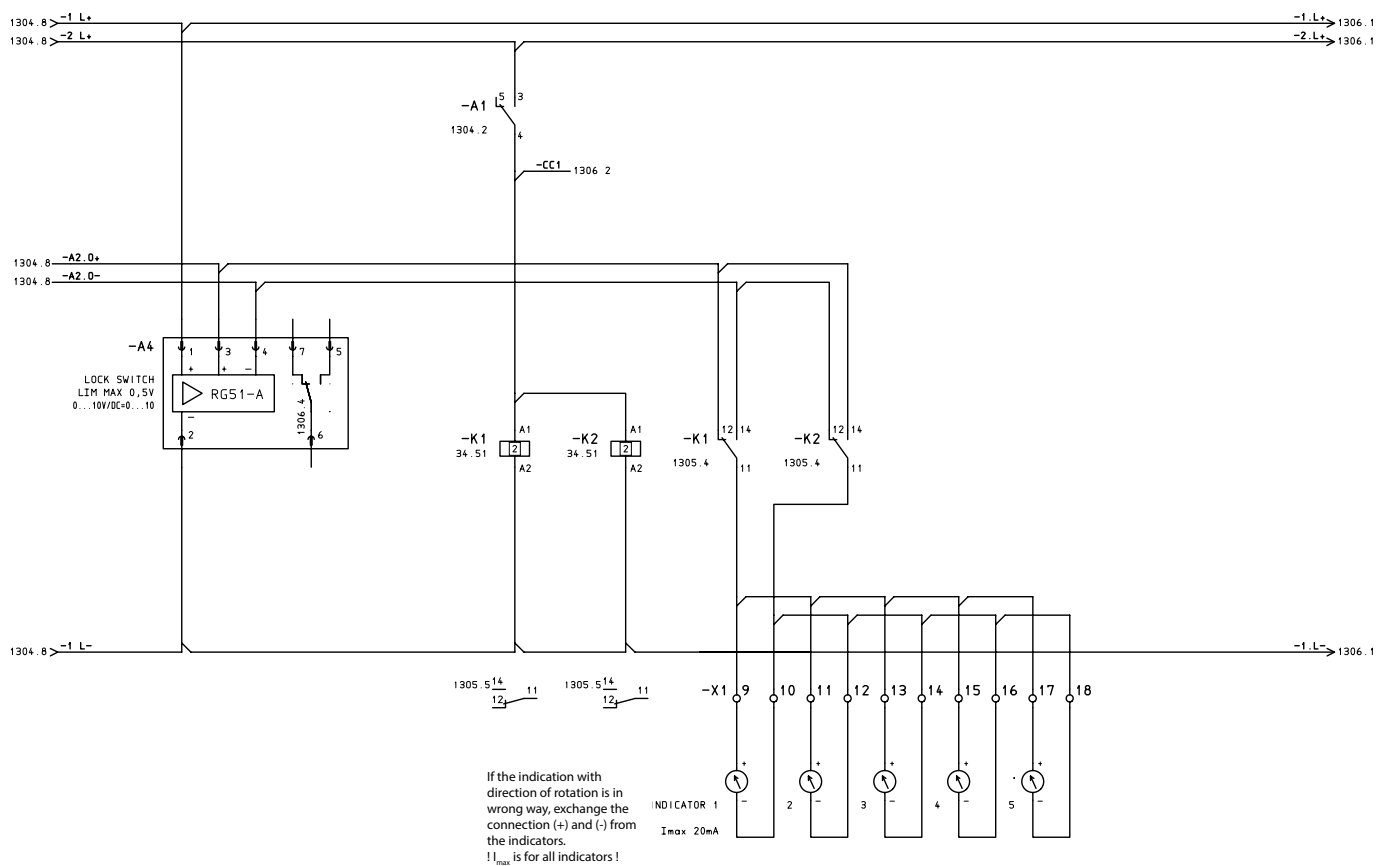 1304.8 -1 L+ -1.L+ 1306.1
1304.8 -2 L+ -2.L+ 1306.1
-A1 5 3
1304.2 4
-CC1 1306 2
1304.8 -A2.O+
1304.8 -A2.O-
-A4 1 3 4 7 5
+ + -
LOCK SWITCH
LIM MAX 0,5V
0...10V/DC=0...10
RG51-A
-
1306.4
2 6
-K1 A1
34.51 2
A2
-K2 A1
34.51 2
A2
-K1 12 14
1305.4 11
-K2 12 14
1305.4 11
1304.8 -1 L- -1.L- 1306.1
1305.5 14 11
12
1305.5 14 11
12
-X1 9 10 11 12 13 14 15 16 17 18
+ + + + +
- - - - -
NDICATOR 1 2 3 4 5
Imax 20mA
If the indication with
direction of rotation is in
wrong way, exchange the
connection (+) and (-) from
the indicators.
! Imax is for all indicators !